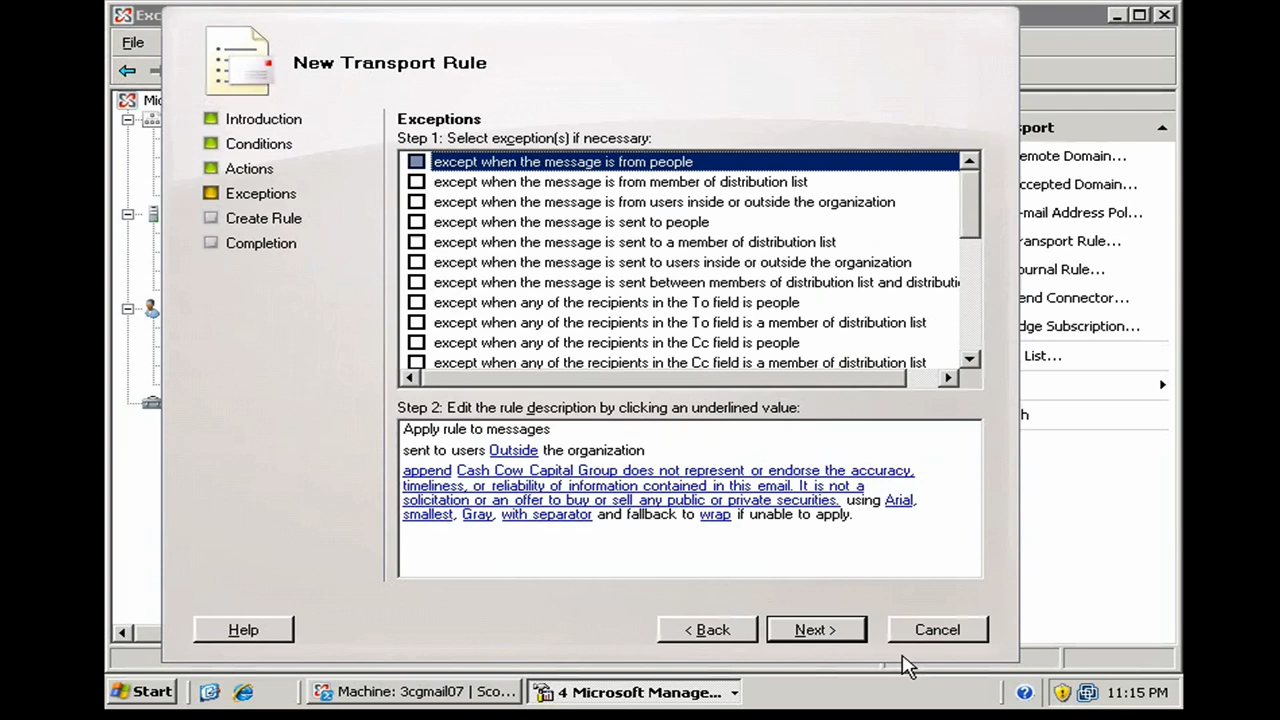 Exc
File
New Transport Rule
Introduction
Conditions
Actions
Exceptions
Create Rule
Completion
Exceptions
Step 1: Select exception(s) if necessary:
except when the message is from people
except when the message is from member of distribution list
except when the message is from users inside or outside the organization
except when the message is sent to people
except when the message is sent to a member of distribution list
except when the message is sent to users inside or outside the organization
except when the message is sent between members of distribution list and distributi
except when any of the recipients in the To field is people
except when any of the recipients in the To field is a member of distribution list
except when any of the recipients in the Cc field is people
except when any of the recipients in the Cc field is a member of distribution list
Step 2: Edit the rule description by clicking an underlined value:
Apply rule to messages
sent to users Outside the organization
append Cash Cow Capital Group does not represent or endorse the accuracy,
timeliness, or reliability of information contained in this email. It is not a
solicitation or an offer to buy or sell any public or private securities. using Arial,
smallest, Gray, with separator and fallback to wrap if unable to apply.
Help
< Back
Next >
Cancel
Mic
port
emote Domain...
ccepted Domain...
-mail Address Pol...
ransport Rule...
ournal Rule...
end Connector...
dge Subscription...
List...
h
Start
Machine: 3cgmail07 | Sco...
4 Microsoft Manage...
11:15 PM